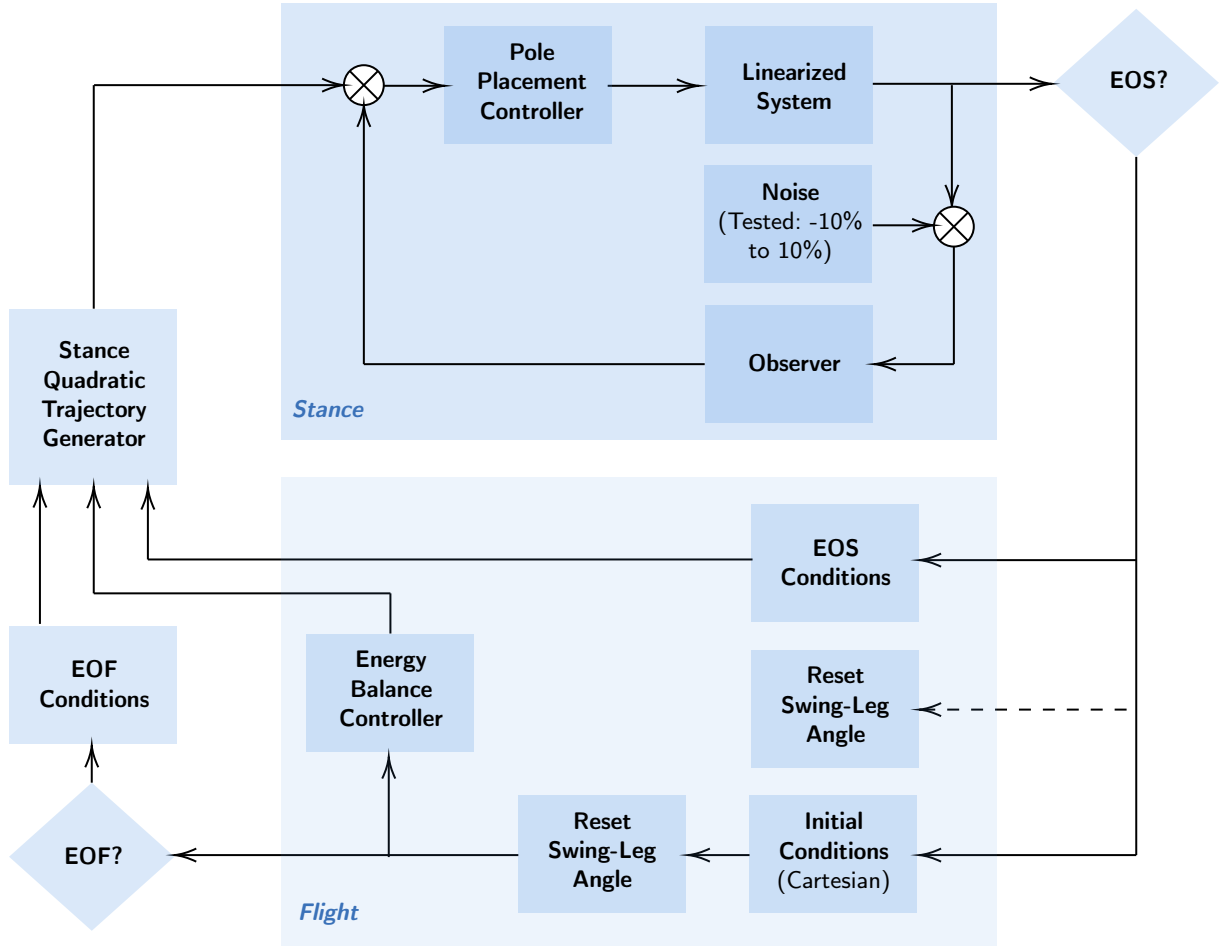 Pole
Placement
Controller
Linearized
System
EOS?
Noise
(Tested: -10%
to 10%)
Observer
Stance
Stance
Quadratic
Trajectory
Generator
EOS
Conditions
EOF
Conditions
Energy
Balance
Controller
Reset
Swing-Leg
Angle
EOF?
Reset
Swing-Leg
Angle
Initial
Conditions
(Cartesian)
Flight